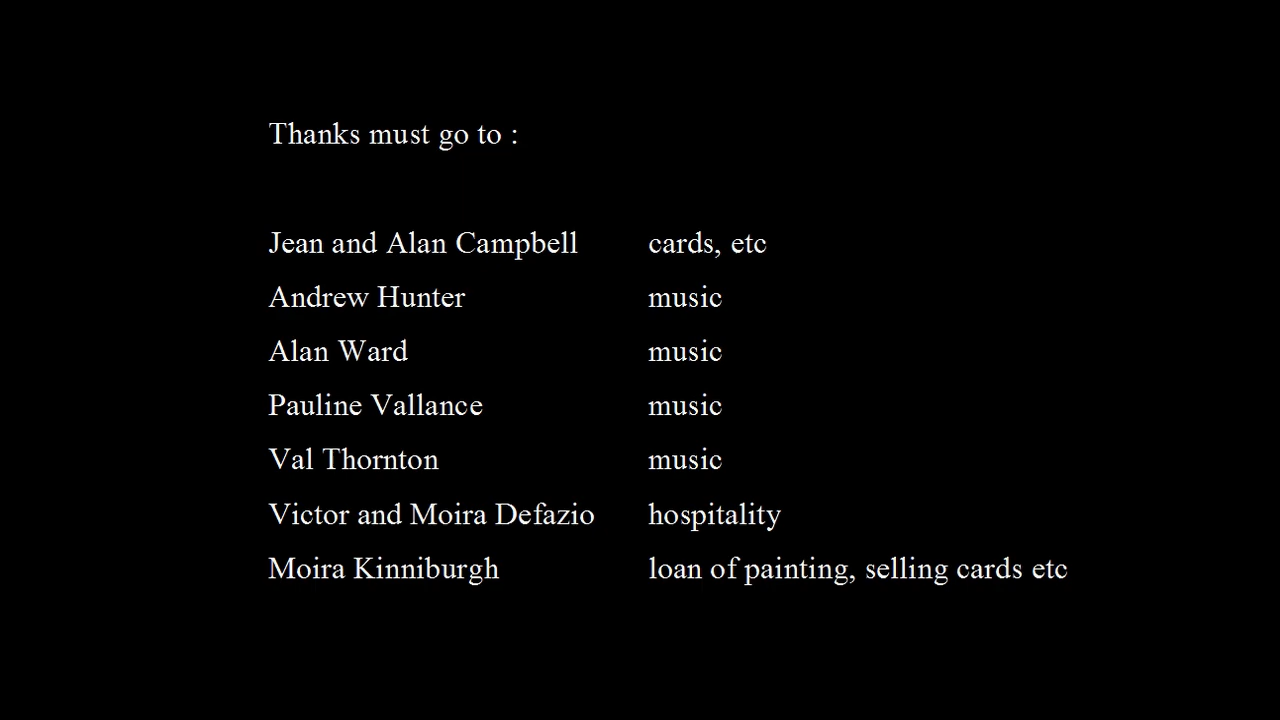 Thanks must go to :
Jean and Alan Campbell cards, etc
Andrew Hunter music
Alan Ward music
Pauline Vallance music
Val Thornton music
Victor and Moira Defazio hospitality
Moira Kinniburgh loan of painting, selling cards etc